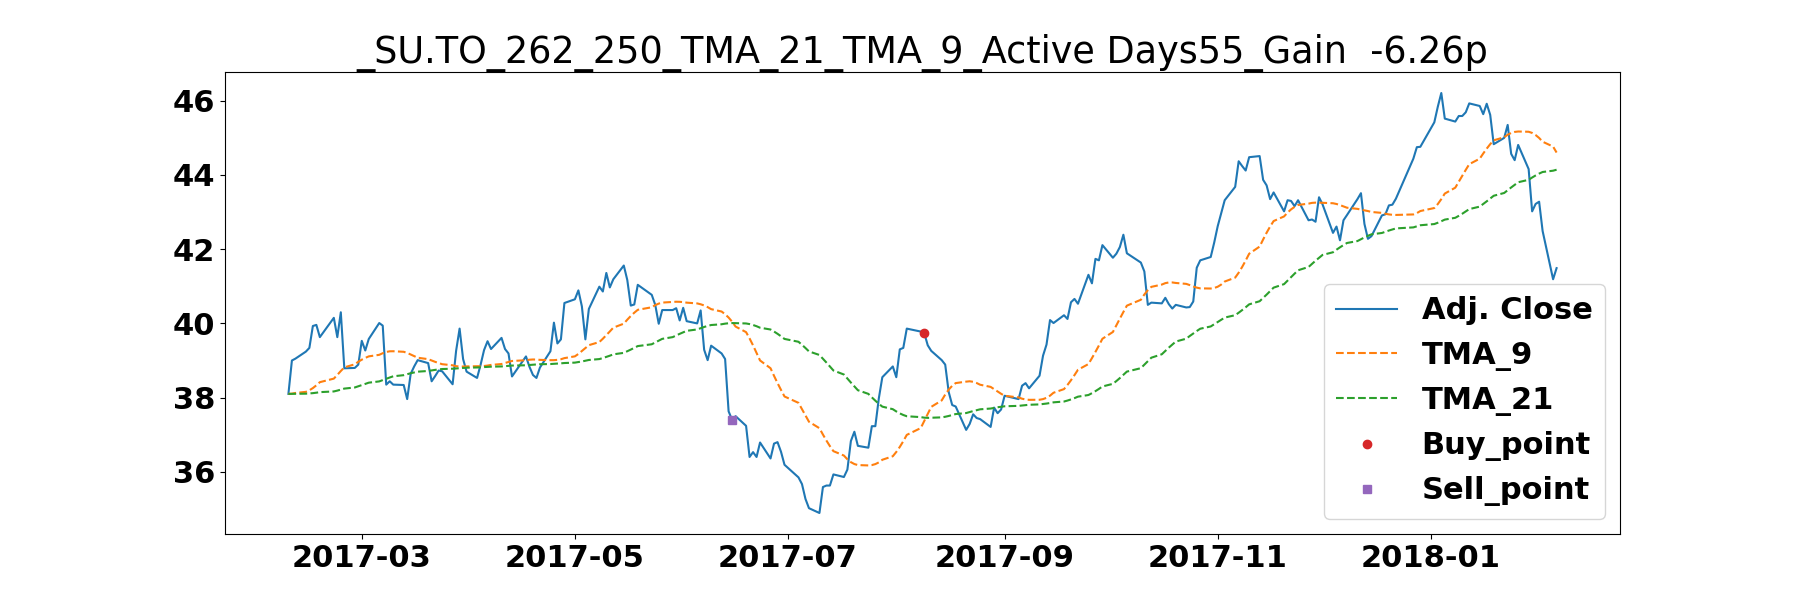 _SU.TO_262_250_TMA_21_TMA_9_Active Days55_Gain  -6.26p
46
44
42
40
38
36
2017-03 2017-05 2017-07 2017-09 2017-11 2018-01
Adj. Close
TMA_9
TMA_21
Buy_point
Sell_point